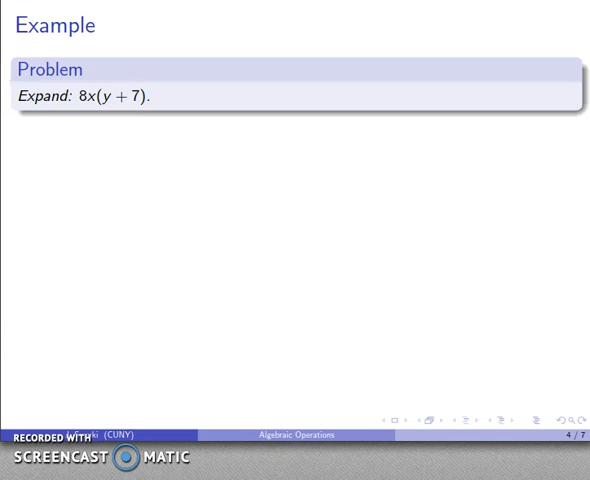 Example
Problem
Expand: 8x(y + 7).
(CUNY)
Algebraic Operations
4 / 7
RECORDED WITH
SCREENCAST MATIC